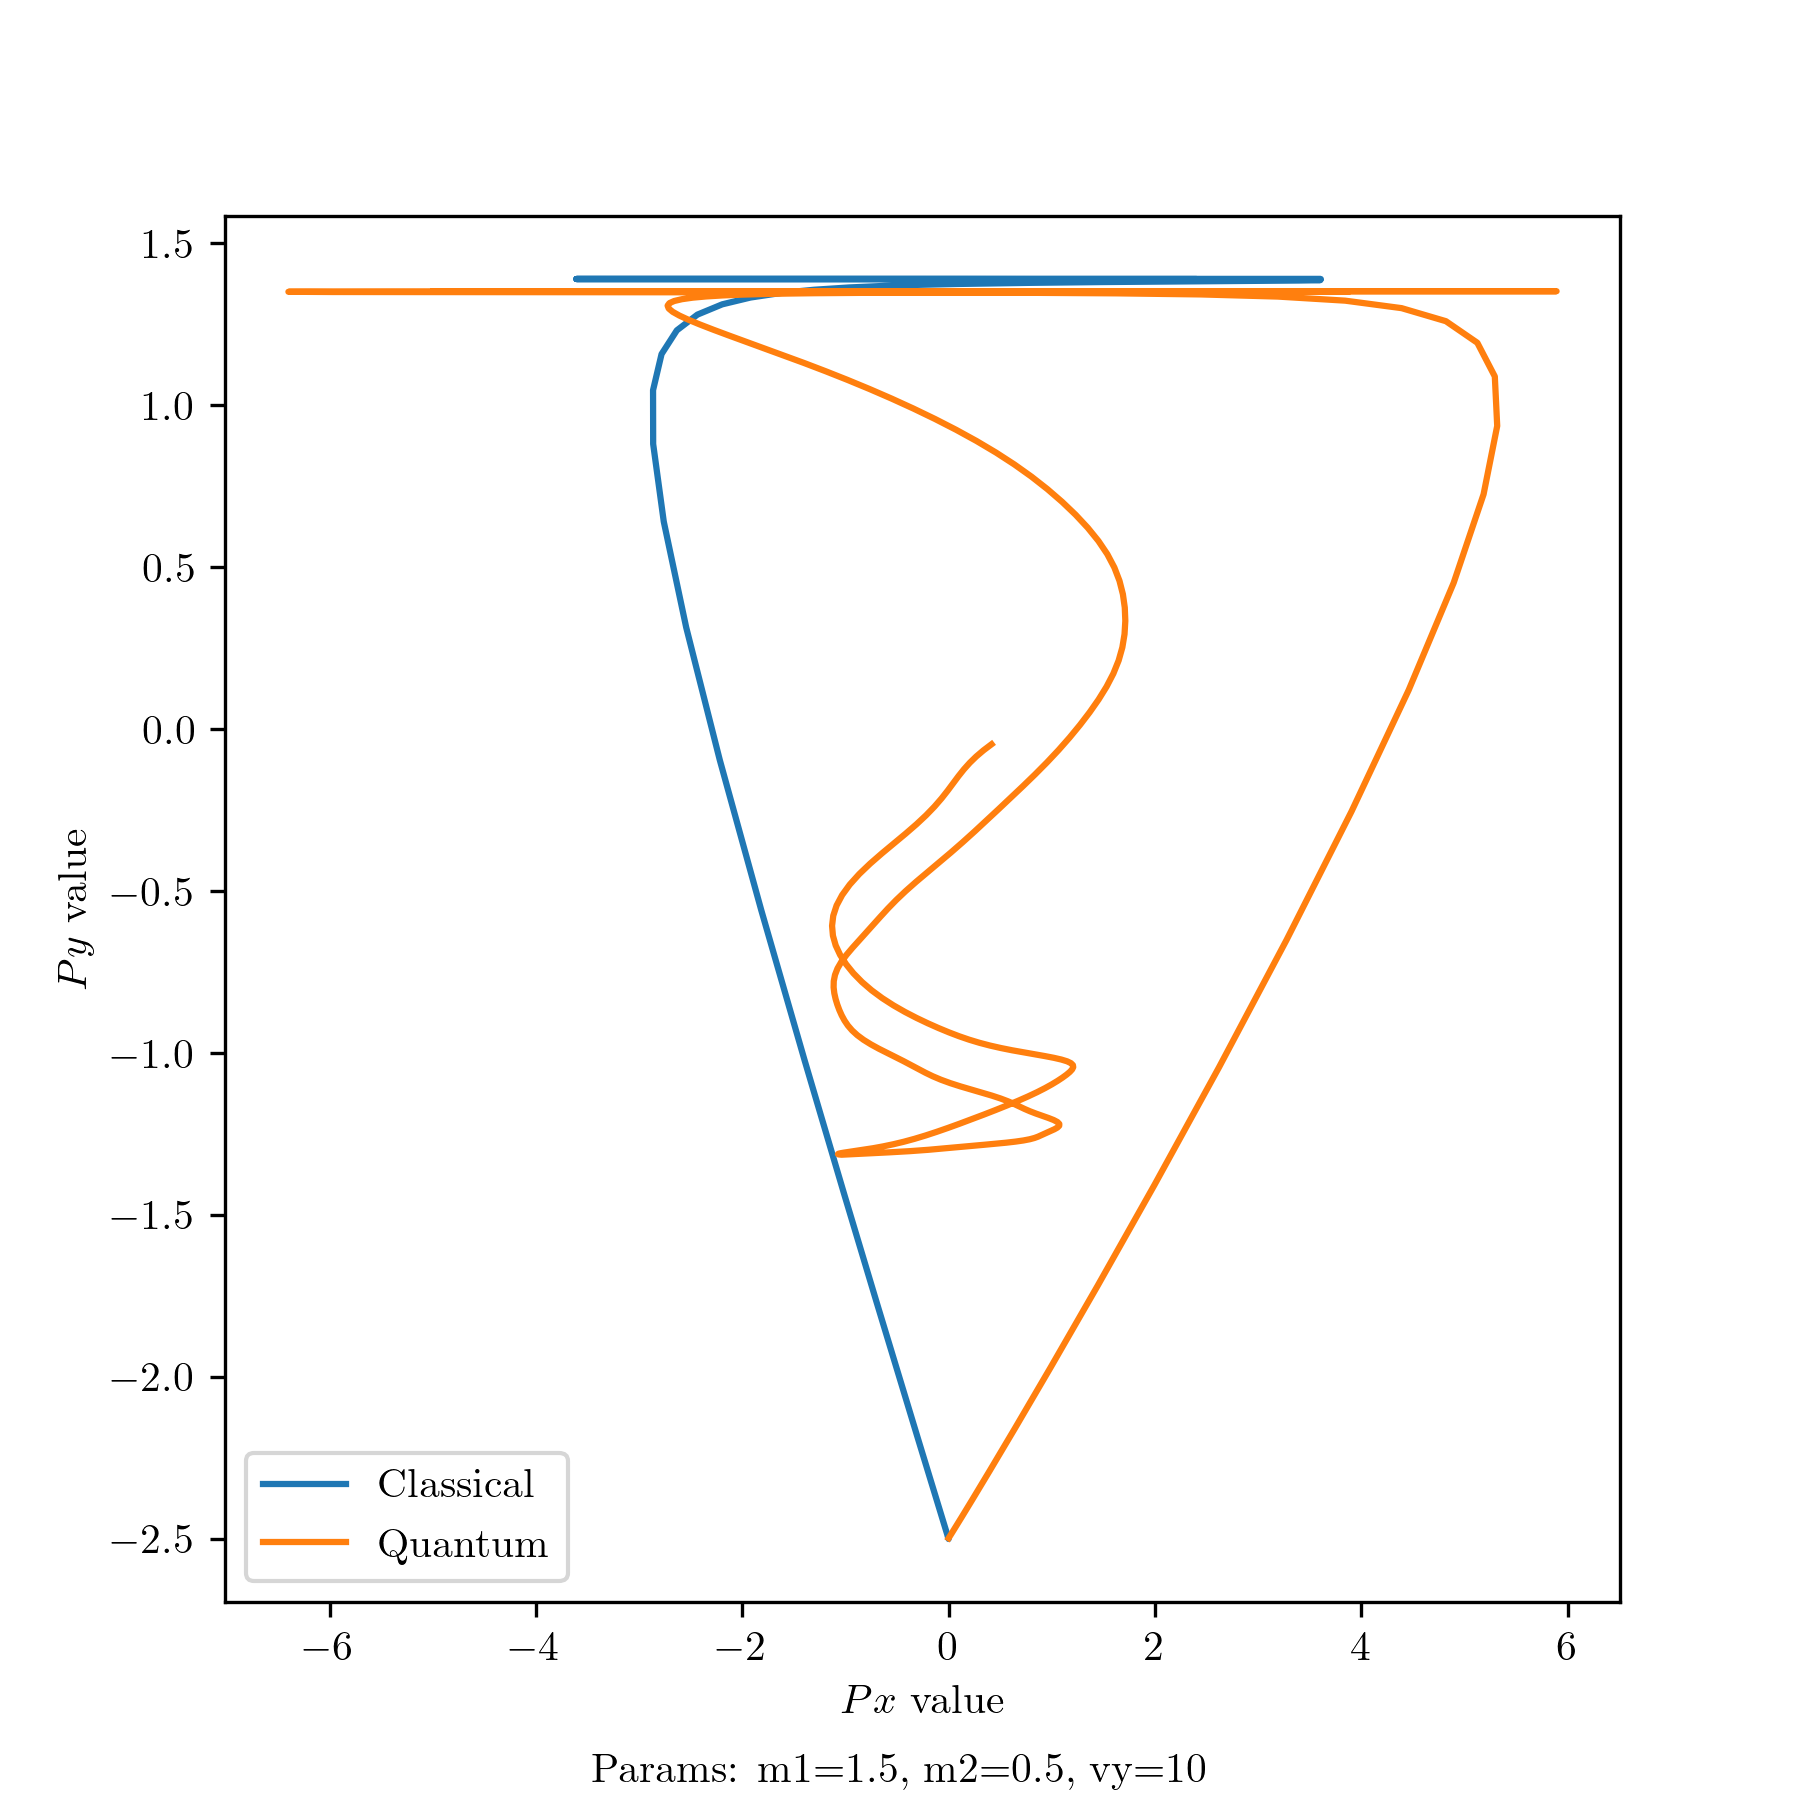 1.5
1.0
0.5
0.0
−0.5
−1.0
−1.5
−2.0
−2.5
Py value
Classical
Quantum
−6 −4 −2 0 2 4 6
Px value
Params: m1=1.5, m2=0.5, vy=10